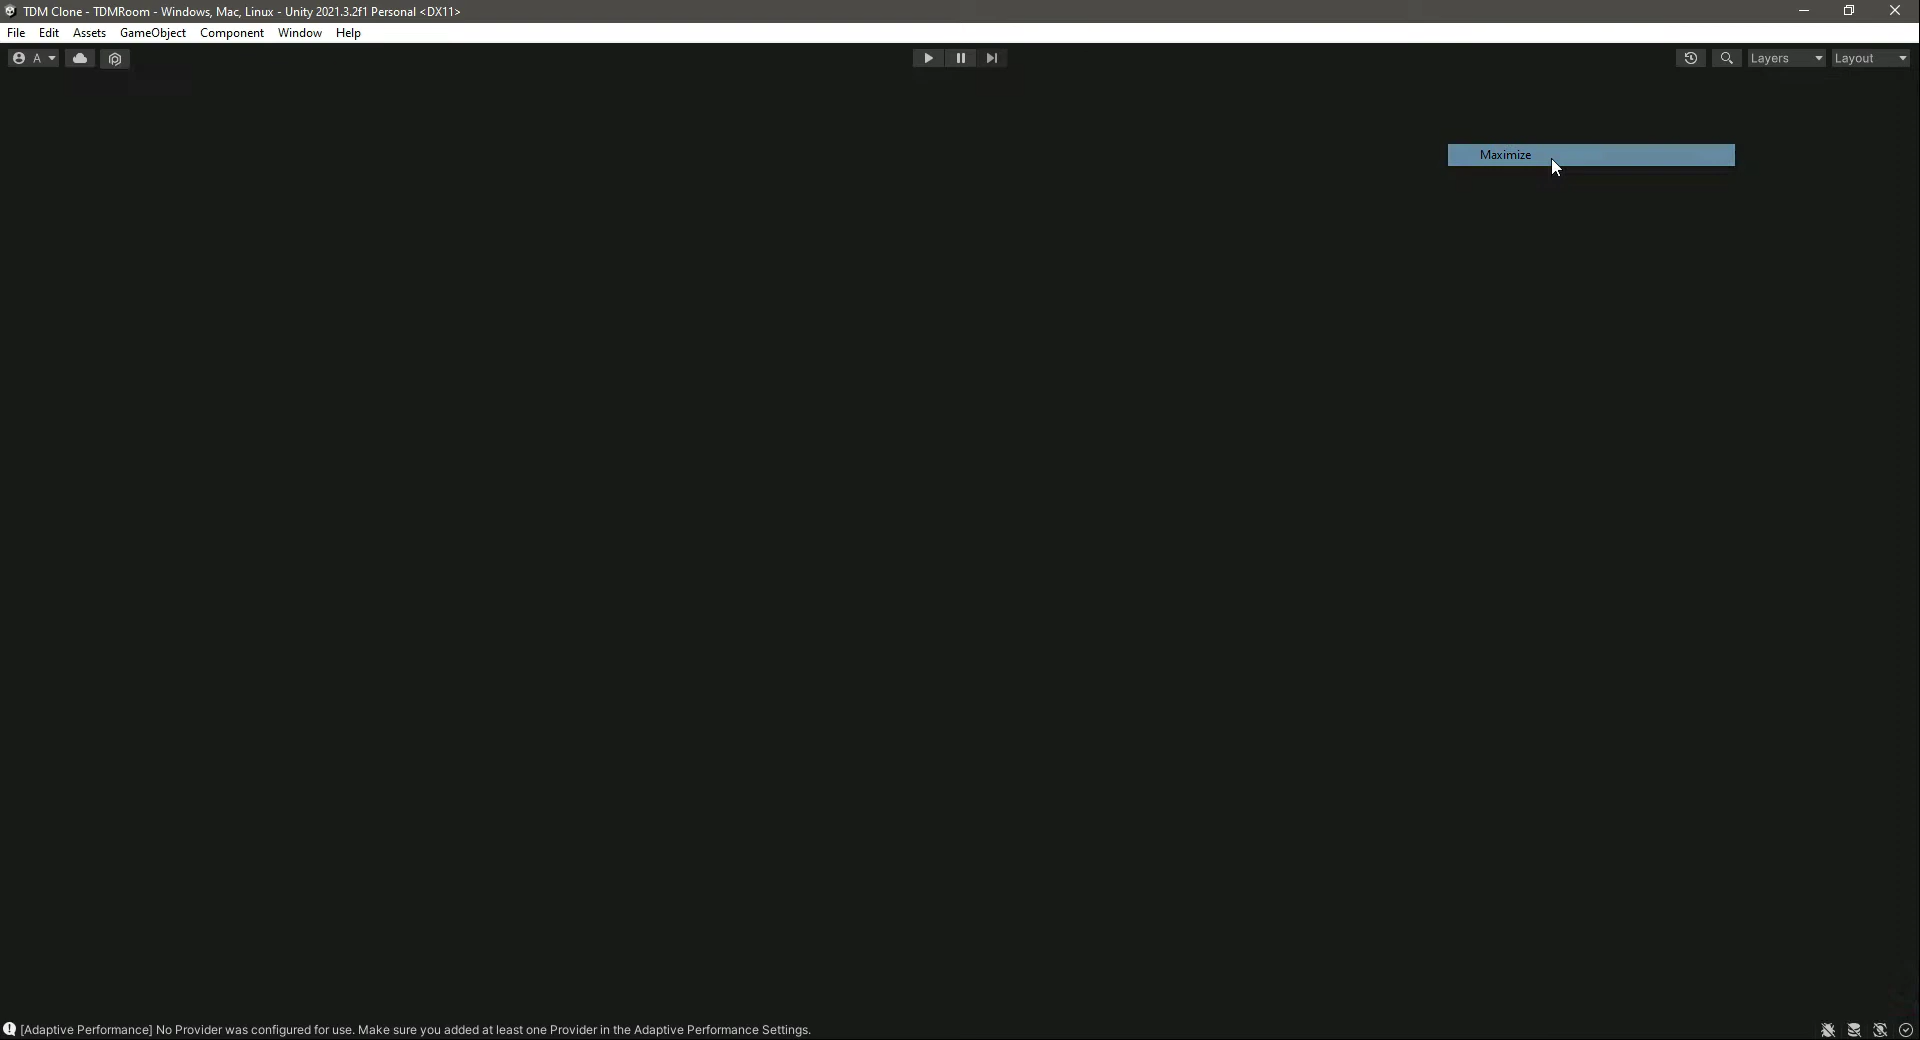 TDM Clone - TDMRoom - Windows, Mac, Linux - Unity 2021.3.2f1 Personal <DX11>
File Edit Assets GameObject Component Window Help
A Layers Layout
Maximize
[Adaptive Performance] No Provider was configured for use. Make sure you added at least one Provider in the Adaptive Performance Settings.